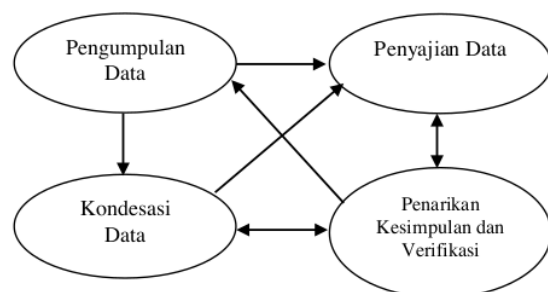 Pengumpulan
Data
Penyajian Data
Kondesasi
Data
Penarikan
Kesimpulan dan
Verifikasi